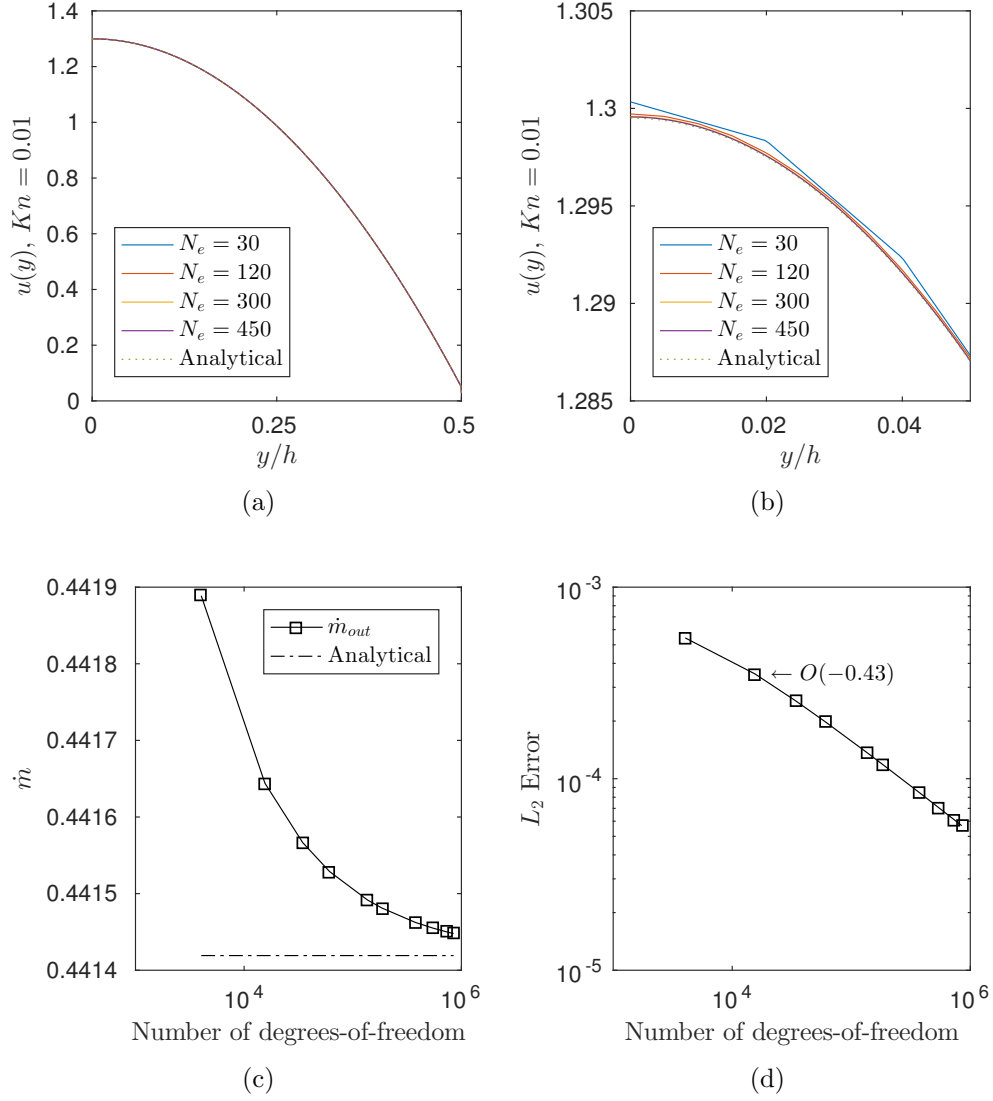 1.4
1.2
1
0.8
0.6
0.4
0.2
0
0
0.25
0.5
u(y), Kn = 0.01
y/h
N_e = 30
N_e = 120
N_e = 300
N_e = 450
Analytical
(a)
1.305
1.3
1.295
1.29
1.285
0
0.02
0.04
u(y), Kn = 0.01
y/h
N_e = 30
N_e = 120
N_e = 300
N_e = 450
Analytical
(b)
0.4419
0.4418
0.4417
0.4416
0.4415
0.4414
10^4
10^6
ṁ
Number of degrees-of-freedom
ṁ_out
Analytical
(c)
10^-3
10^-4
10^-5
10^4
10^6
L_2 Error
Number of degrees-of-freedom
← O(−0.43)
(d)